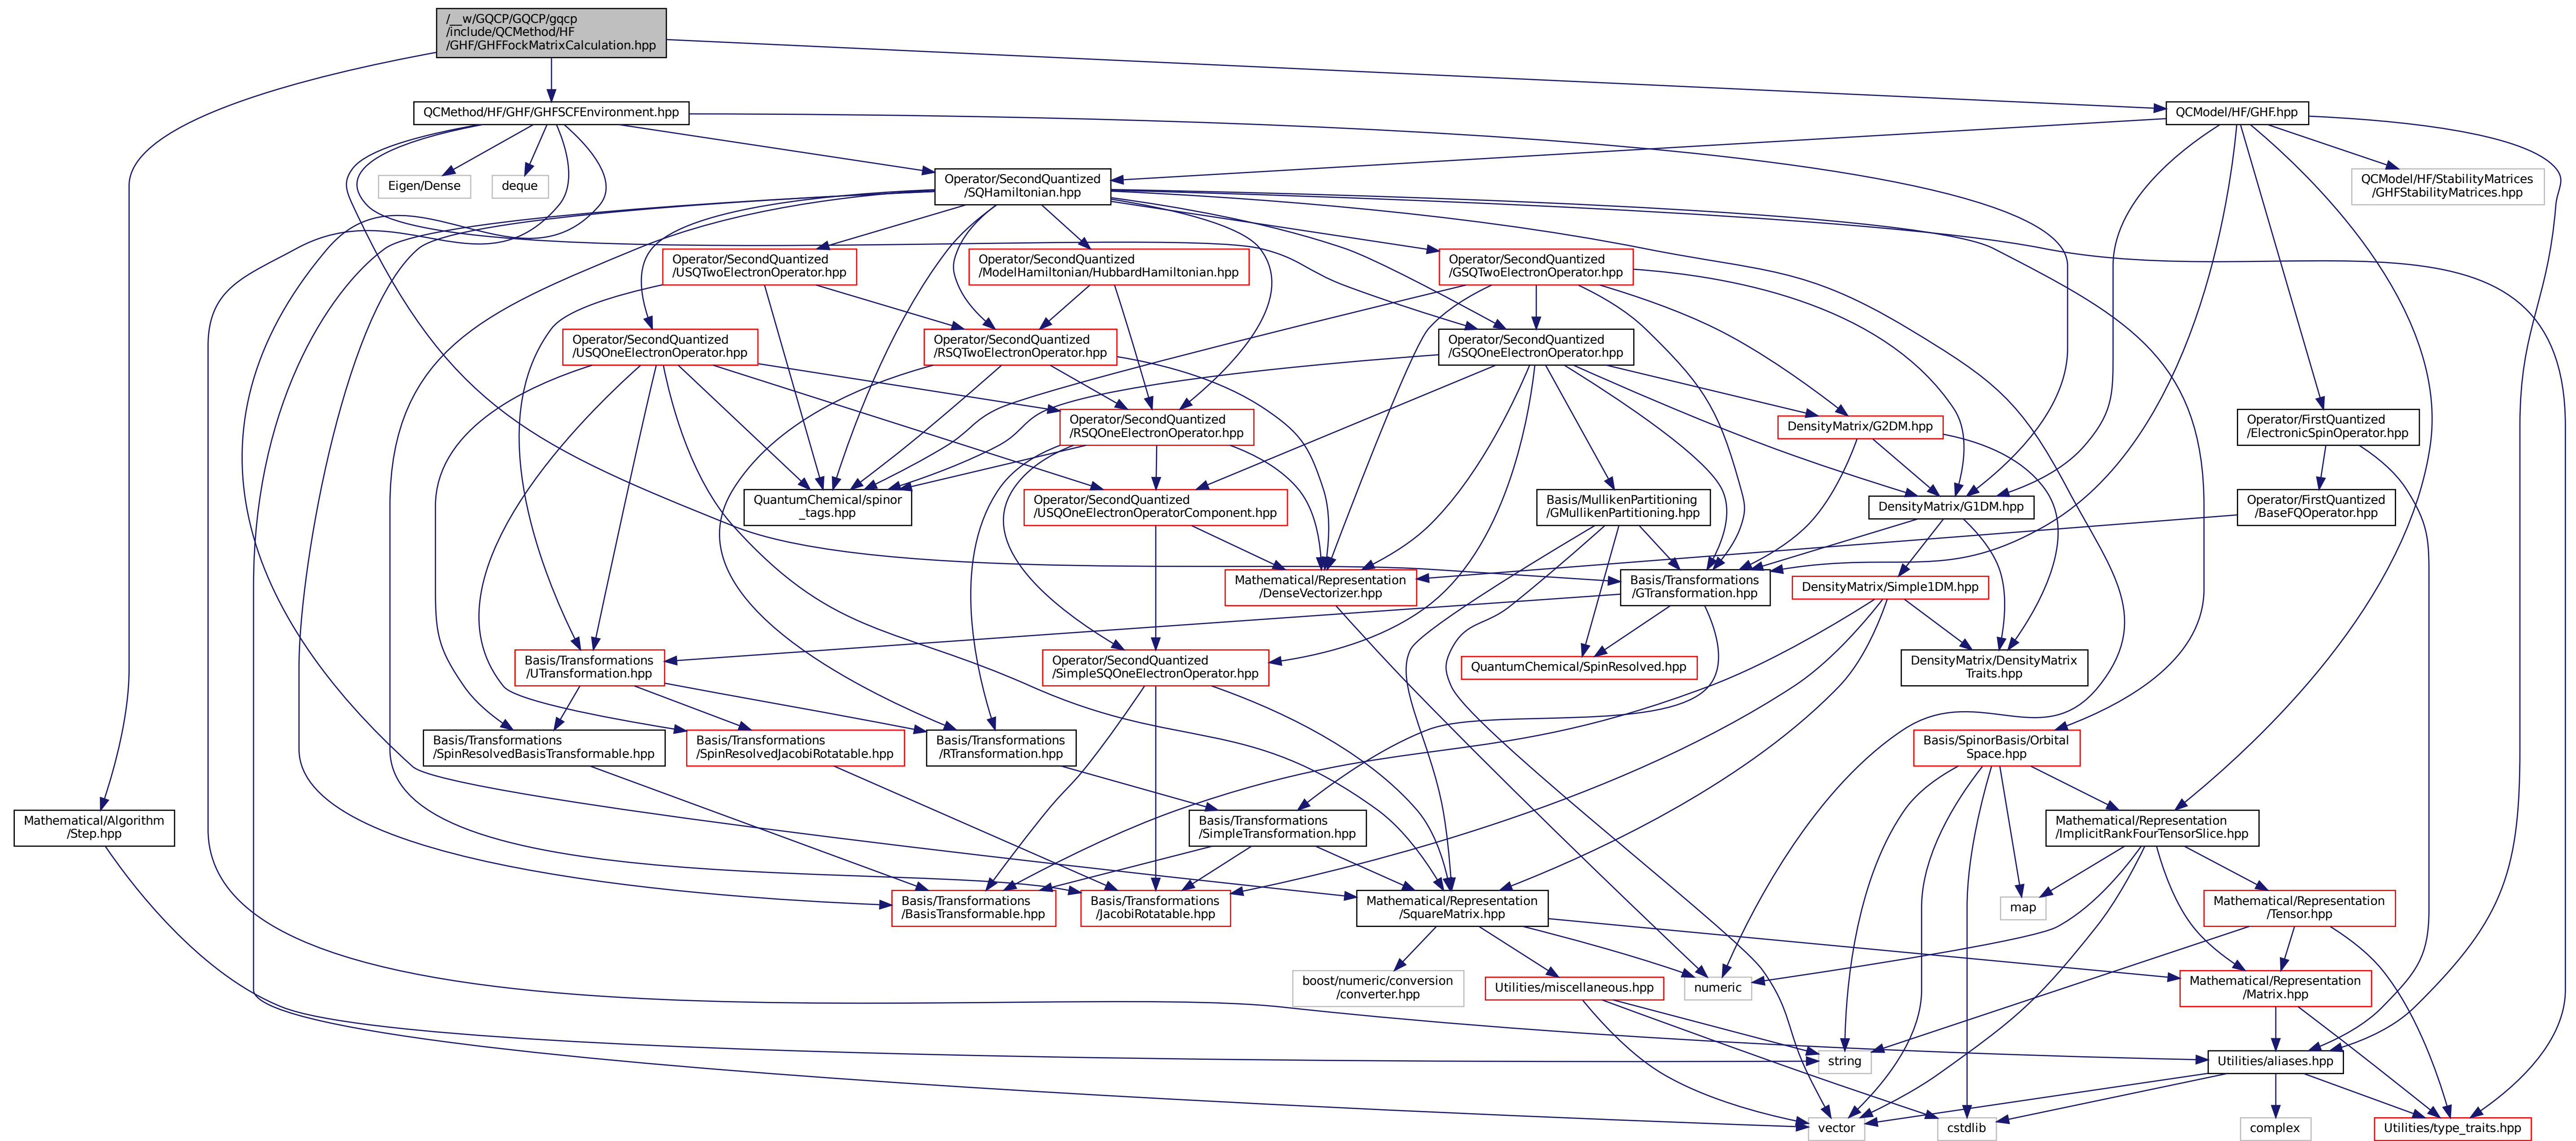 /__w/GQCP/GQCP/gqcp
/include/QCMethod/HF
/GHF/GHFFockMatrixCalculation.hpp
QCMethod/HF/GHF/GHFSCFEnvironment.hpp
QCModel/HF/GHF.hpp
Eigen/Dense
deque
Operator/SecondQuantized
/SQHamiltonian.hpp
QCModel/HF/StabilityMatrices
/GHFStabilityMatrices.hpp
Operator/SecondQuantized
/USQTwoElectronOperator.hpp
Operator/SecondQuantized
/ModelHamiltonian/HubbardHamiltonian.hpp
Operator/SecondQuantized
/GSQTwoElectronOperator.hpp
Operator/SecondQuantized
/USQOneElectronOperator.hpp
Operator/SecondQuantized
/RSQTwoElectronOperator.hpp
Operator/SecondQuantized
/GSQOneElectronOperator.hpp
Operator/SecondQuantized
/RSQOneElectronOperator.hpp
DensityMatrix/G2DM.hpp
Operator/FirstQuantized
/ElectronicSpinOperator.hpp
QuantumChemical/spinor
_tags.hpp
Operator/SecondQuantized
/USQOneElectronOperatorComponent.hpp
Basis/MullikenPartitioning
/GMullikenPartitioning.hpp
DensityMatrix/G1DM.hpp
Operator/FirstQuantized
/BaseFQOperator.hpp
Mathematical/Representation
/DenseVectorizer.hpp
Basis/Transformations
/GTransformation.hpp
DensityMatrix/Simple1DM.hpp
Basis/Transformations
/UTransformation.hpp
Operator/SecondQuantized
/SimpleSQOneElectronOperator.hpp
QuantumChemical/SpinResolved.hpp
DensityMatrix/DensityMatrix
Traits.hpp
Basis/Transformations
/SpinResolvedBasisTransformable.hpp
Basis/Transformations
/SpinResolvedJacobiRotatable.hpp
Basis/Transformations
/RTransformation.hpp
Basis/SpinorBasis/Orbital
Space.hpp
Mathematical/Algorithm
/Step.hpp
Basis/Transformations
/SimpleTransformation.hpp
Mathematical/Representation
/ImplicitRankFourTensorSlice.hpp
Basis/Transformations
/BasisTransformable.hpp
Basis/Transformations
/JacobiRotatable.hpp
Mathematical/Representation
/SquareMatrix.hpp
map
Mathematical/Representation
/Tensor.hpp
boost/numeric/conversion
/converter.hpp
Utilities/miscellaneous.hpp
numeric
Mathematical/Representation
/Matrix.hpp
string
Utilities/aliases.hpp
vector
cstdlib
complex
Utilities/type_traits.hpp